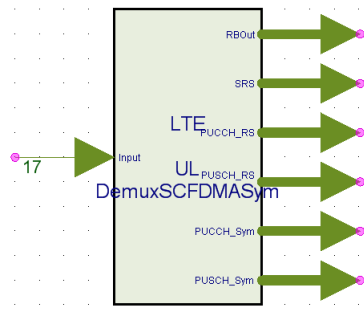 RBOut
SRS
LTE
PUCCH_RS
Input
17
UL
PUSCH_RS
DemuxSCFDMASym
PUCCH_Sym
PUSCH_Sym